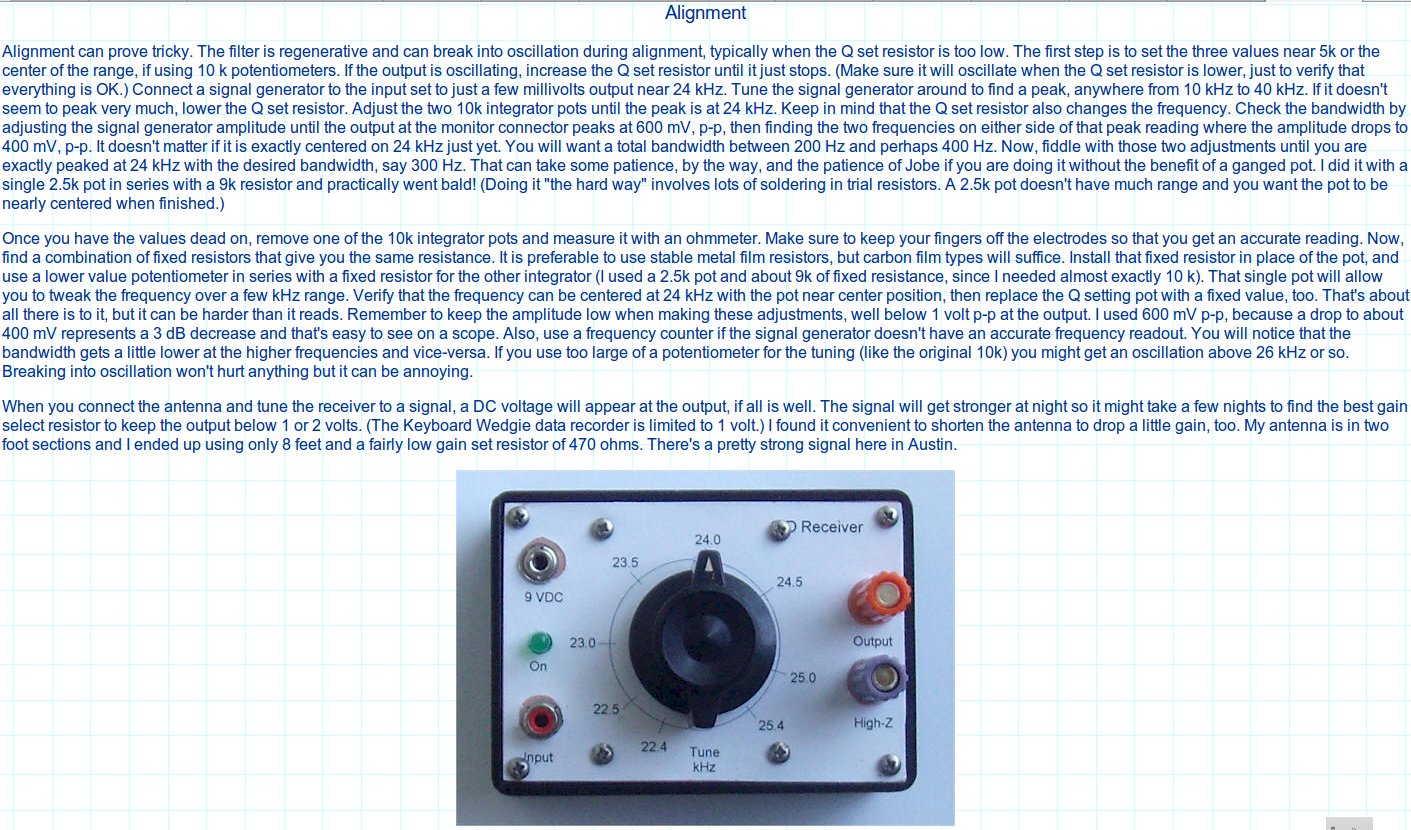 Alignment
Alignment can prove tricky. The filter is regenerative and can break into oscillation during alignment, typically when the Q set resistor is too low. The first step is to set the three values near 5k or the
center of the range, if using 10 k potentiometers. If the output is oscillating, increase the Q set resistor until it just stops. (Make sure it will oscillate when the Q set resistor is lower, just to verify that
everything is OK.) Connect a signal generator to the input set to just a few millivolts output near 24 kHz. Tune the signal generator around to find a peak, anywhere from 10 kHz to 40 kHz. If it doesn't
seem to peak very much, lower the Q set resistor. Adjust the two 10k integrator pots until the peak is at 24 kHz. Keep in mind that the Q set resistor also changes the frequency. Check the bandwidth by
adjusting the signal generator amplitude until the output at the monitor connector peaks at 600 mV, p-p, then finding the two frequencies on either side of that peak reading where the amplitude drops to
400 mV, p-p. It doesn't matter if it is exactly centered on 24 kHz just yet. You will want a total bandwidth between 200 Hz and perhaps 400 Hz. Now, fiddle with those two adjustments until you are
exactly peaked at 24 kHz with the desired bandwidth, say 300 Hz. That can take some patience, by the way, and the patience of Jobe if you are doing it without the benefit of a ganged pot. I did it with a
single 2.5k pot in series with a 9k resistor and practically went bald! (Doing it "the hard way" involves lots of soldering in trial resistors. A 2.5k pot doesn't have much range and you want the pot to be
nearly centered when finished.)
Once you have the values dead on, remove one of the 10k integrator pots and measure it with an ohmmeter. Make sure to keep your fingers off the electrodes so that you get an accurate reading. Now,
find a combination of fixed resistors that give you the same resistance. It is preferable to use stable metal film resistors, but carbon film types will suffice. Install that fixed resistor in place of the pot, and
use a lower value potentiometer in series with a fixed resistor for the other integrator (I used a 2.5k pot and about 9k of fixed resistance, since I needed almost exactly 10 k). That single pot will allow
you to tweak the frequency over a few kHz range. Verify that the frequency can be centered at 24 kHz with the pot near center position, then replace the Q setting pot with a fixed value, too. That's about
all there is to it, but it can be harder than it reads. Remember to keep the amplitude low when making these adjustments, well below 1 volt p-p at the output. I used 600 mV p-p, because a drop to about
400 mV represents a 3 dB decrease and that's easy to see on a scope. Also, use a frequency counter if the signal generator doesn't have an accurate frequency readout. You will notice that the
bandwidth gets a little lower at the higher frequencies and vice-versa. If you use too large of a potentiometer for the tuning (like the original 10k) you might get an oscillation above 26 kHz or so.
Breaking into oscillation won't hurt anything but it can be annoying.
When you connect the antenna and tune the receiver to a signal, a DC voltage will appear at the output, if all is well. The signal will get stronger at night so it might take a few nights to find the best gain
select resistor to keep the output below 1 or 2 volts. (The Keyboard Wedgie data recorder is limited to 1 volt.) I found it convenient to shorten the antenna to drop a little gain, too. My antenna is in two
foot sections and I ended up using only 8 feet and a fairly low gain set resistor of 470 ohms. There's a pretty strong signal here in Austin.
Receiver
24.0
23.5
24.5
9 VDC
23.0
Output
On
25.0
22.5
25.4
High-Z
22.4
Tune
kHz
Input